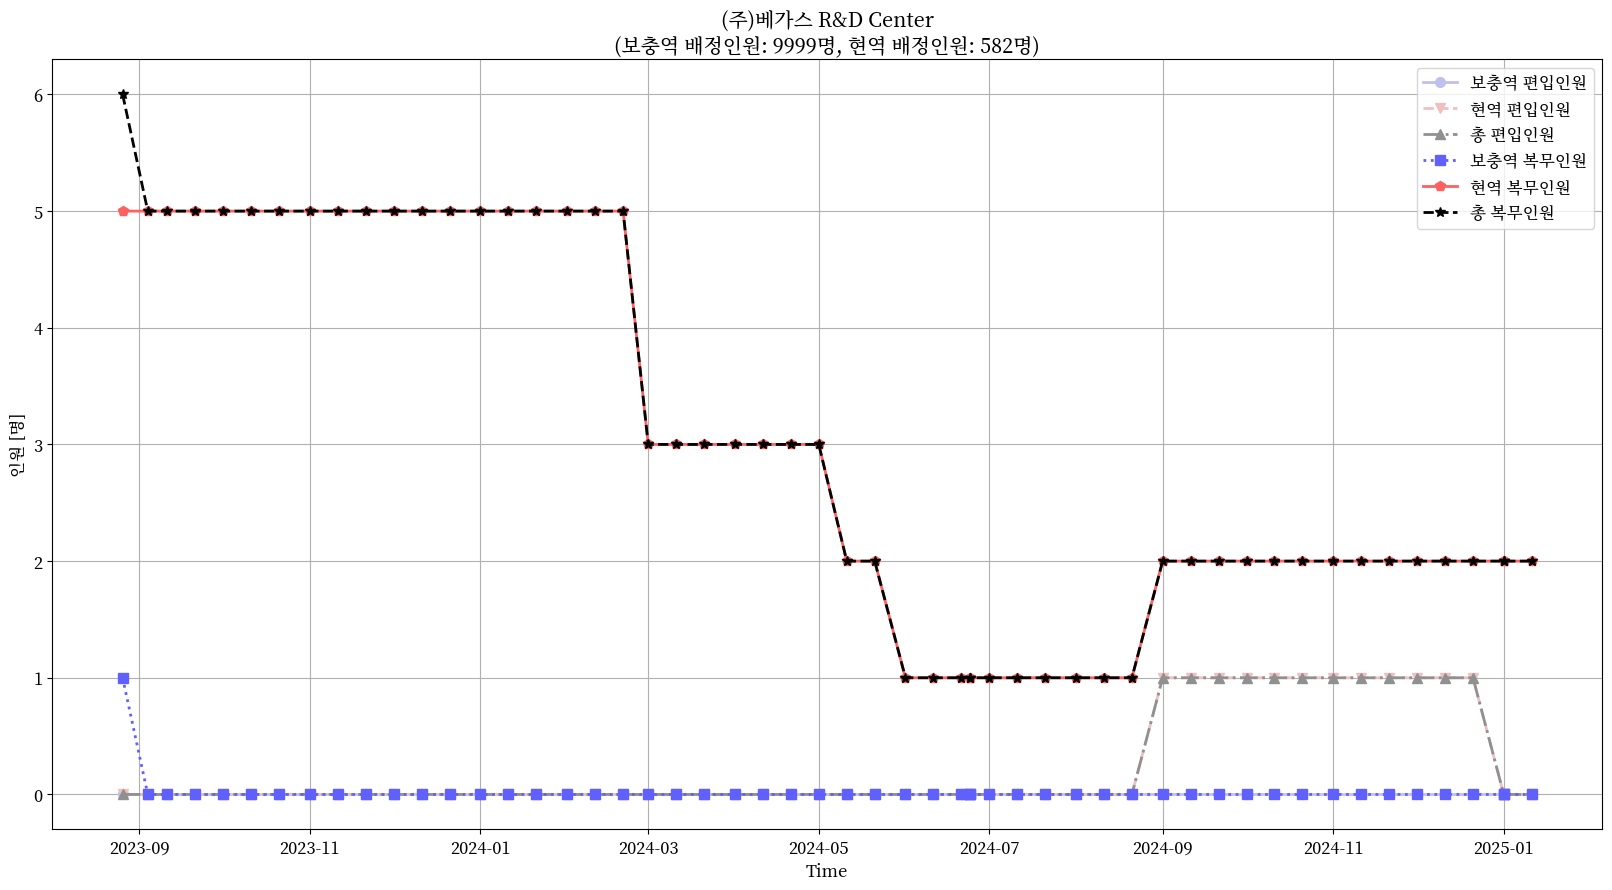 (주)베가스 R&D Center
(보충역 배정인원: 9999명, 현역 배정인원: 582명)
보충역 편입인원
현역 편입인원
총 편입인원
보충역 복무인원
현역 복무인원
총 복무인원
인원 [명]
6
5
4
3
2
1
0
2023-09 2023-11 2024-01 2024-03 2024-05 2024-07 2024-09 2024-11 2025-01
Time